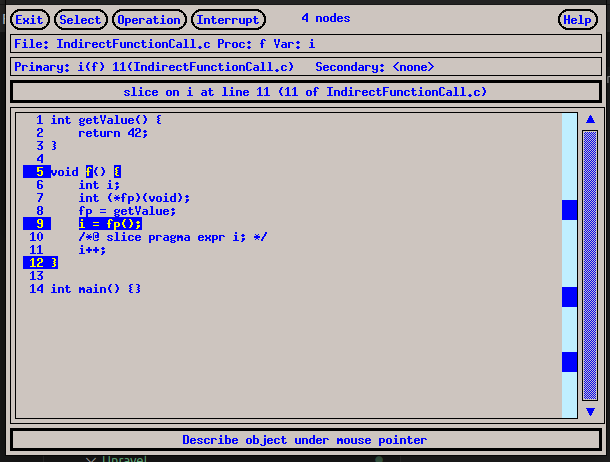 Exit Select Operation Interrupt 4 nodes Help
File: IndirectFunctionCall.c Proc: f Var: i
Primary: i(f) 11(IndirectFunctionCall.c) Secondary: <none>
slice on i at line 11 (11 of IndirectFunctionCall.c)
1 int getValue() {
2 return 42;
3 }
4
5 void f() {
6 int i;
7 int (*fp)(void);
8 fp = getValue;
9 i = fp();
10 /*@ slice pragma expr i; */
11 i++;
12 }
13
14 int main() {}
Describe object under mouse pointer
Unravel